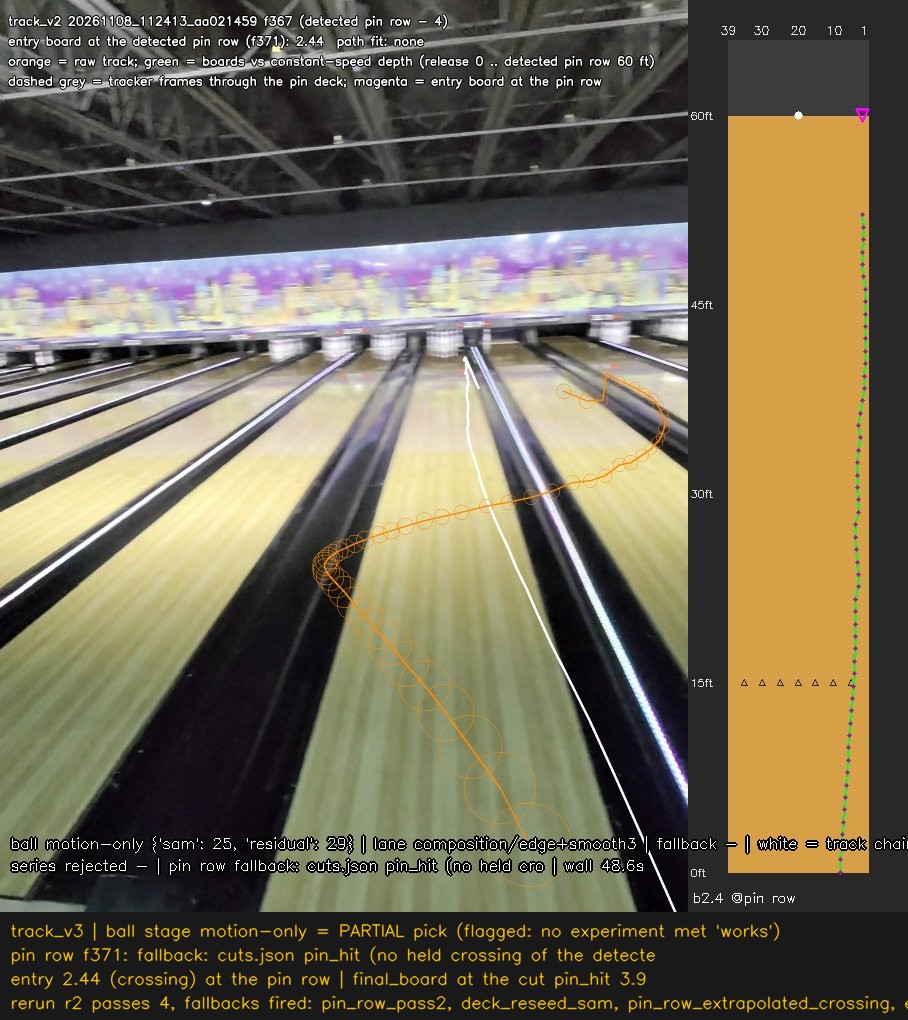 track_v2 20261108_112413_aa021459 f367 (detected pin row - 4)
entry board at the detected pin row (f371): 2.44 path fit: none
orange = raw track; green = boards vs constant-speed depth (release 0 .. detected pin row 60 ft)
dashed grey = tracker frames through the pin deck; magenta = entry board at the pin row
39 30 20 10 1
60ft
45ft
30ft
15ft
0ft
ball motion-only {'sam': 25, 'residual': 29} | lane composition/edge+smooth3 | fallback - | white = track chai
series rejected - | pin row fallback: cuts.json pin_hit (no held cro | wall 48.6s
b2.4 @pin row
track_v3 | ball stage motion-only = PARTIAL pick (flagged: no experiment met 'works')
pin row f371: fallback: cuts.json pin_hit (no held crossing of the detecte
entry 2.44 (crossing) at the pin row | final_board at the cut pin_hit 3.9
rerun r2 passes 4, fallbacks fired: pin_row_pass2, deck_reseed_sam, pin_row_extrapolated_crossing,